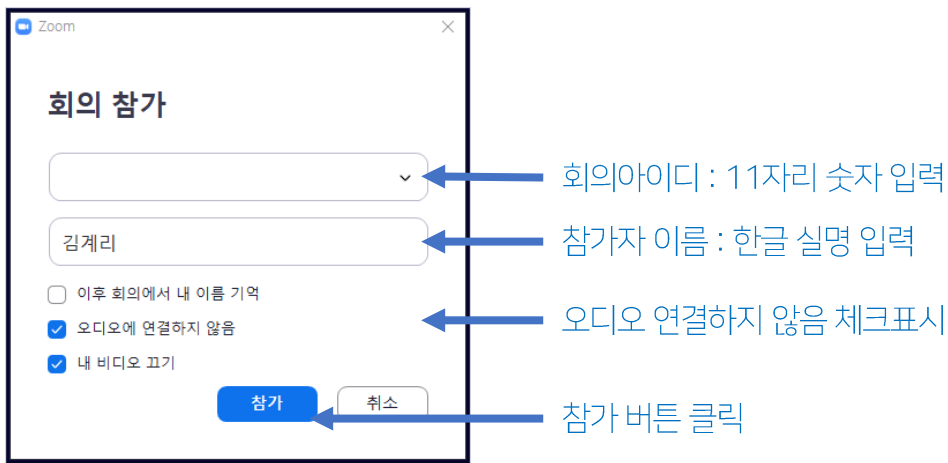 Zoom
회의 참가
회의아이디 : 11자리 숫자 입력
김계리
참가자 이름 : 한글 실명 입력
이후 회의에서 내 이름 기억
오디오에 연결하지 않음
오디오 연결하지 않음 체크표시
내 비디오 끄기
참가
취소
참가 버튼 클릭